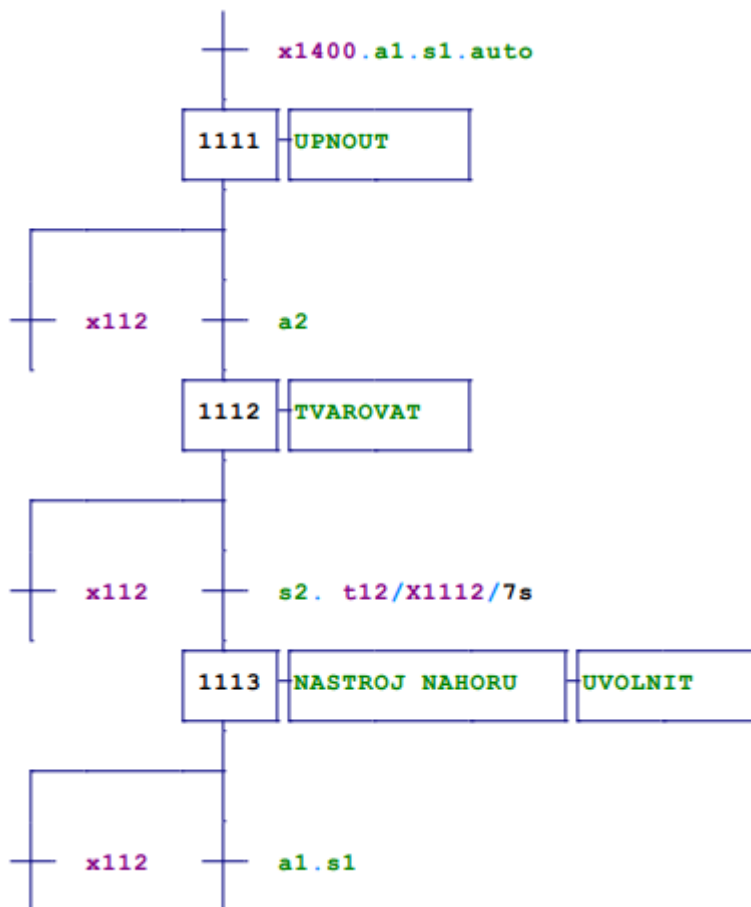 x1400.a1.s1.auto
1111 UPNOUT
x112 a2
1112 TVAROVAT
x112 s2. t12/X1112/7s
1113 NASTROJ NAHORU UVOLNIT
x112 a1.s1